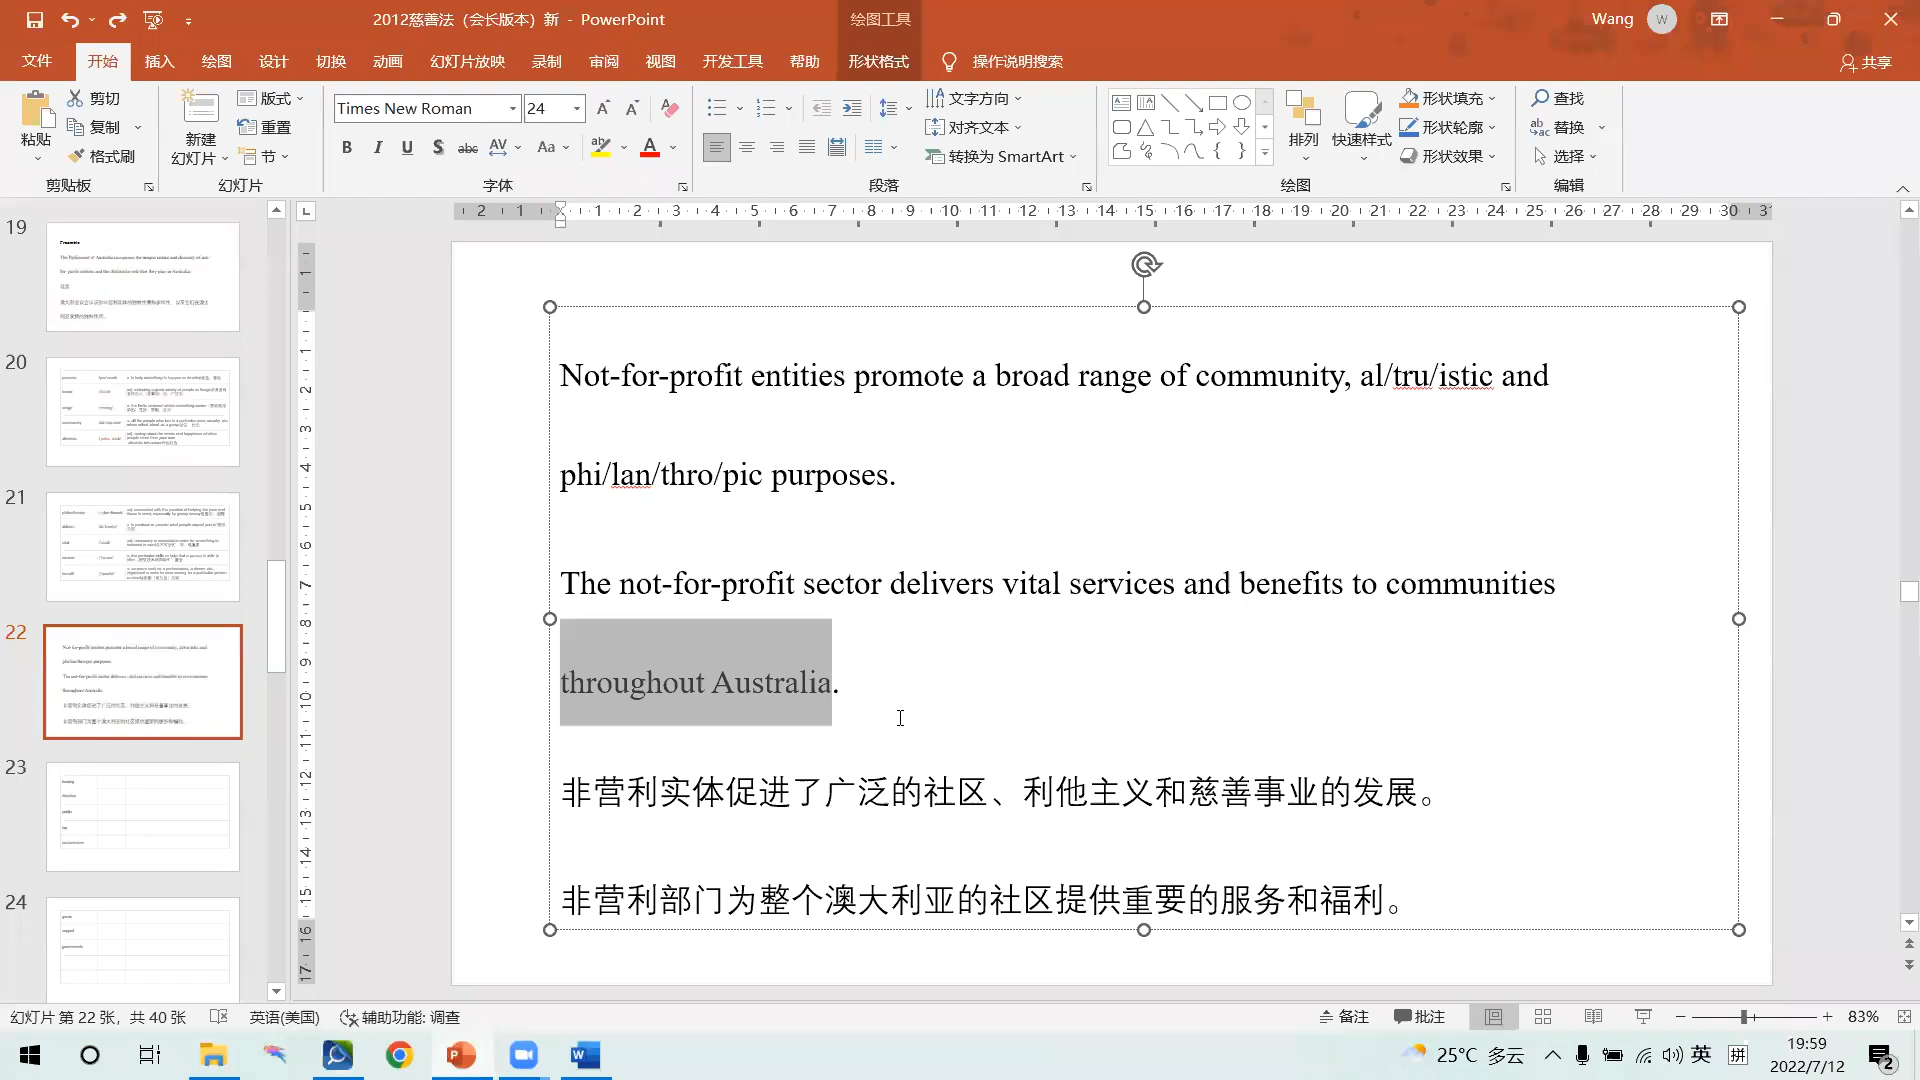 2012慈善法（会长版本）新 - PowerPoint
绘图工具
Wang
W
文件 开始 插入 绘图 设计 切换 动画 幻灯片放映 录制 审阅 视图 开发工具 帮助 形状格式 操作说明搜索 共享
粘贴
剪切
复制
格式刷
剪贴板
新建
幻灯片
版式
重置
节
幻灯片
Times New Roman 24
字体
文字方向
对齐文本
转换为 SmartArt
段落
排列
快速样式
形状填充
形状轮廓
形状效果
绘图
查找
替换
选择
编辑
19
20
21
22
23
24
Not-for-profit entities promote a broad range of community, al/tru/istic and
phi/lan/thro/pic purposes.
The not-for-profit sector delivers vital services and benefits to communities
throughout Australia.
非营利实体促进了广泛的社区、利他主义和慈善事业的发展。
非营利部门为整个澳大利亚的社区提供重要的服务和福利。
幻灯片 第 22 张，共 40 张 英语(美国) 辅助功能: 调查
备注 批注 83%
25°C 多云
英 拼
19:59
2022/7/12
2